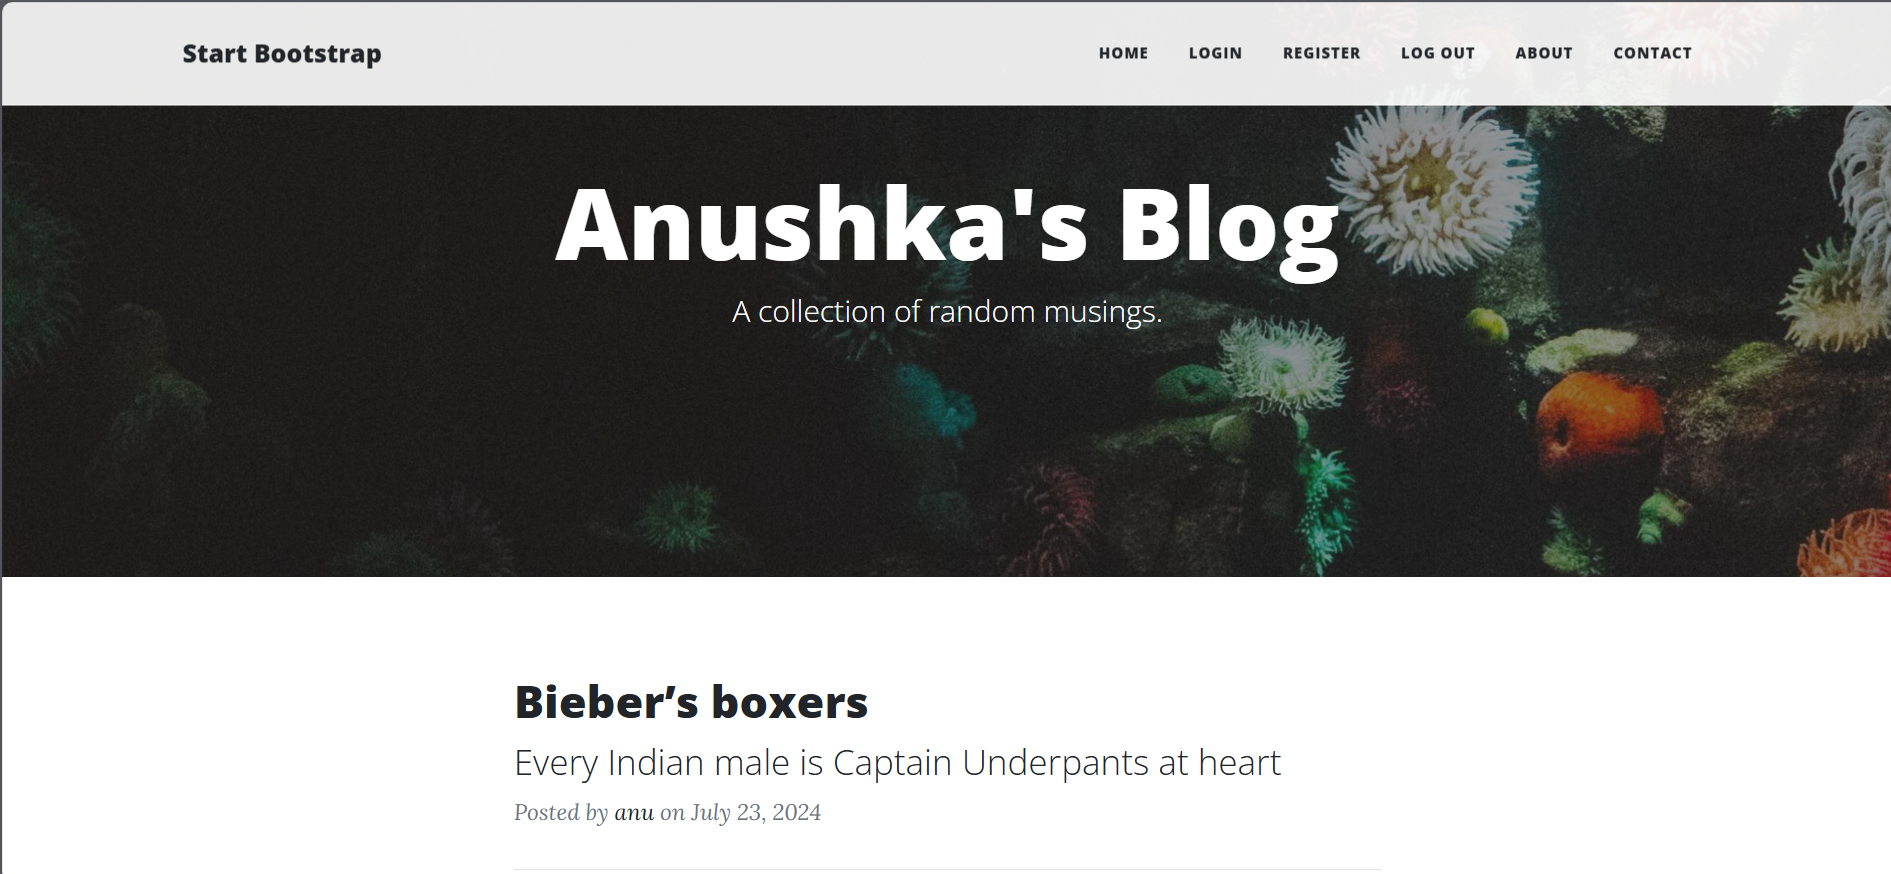 Start Bootstrap
HOME LOGIN REGISTER LOG OUT ABOUT CONTACT
Anushka's Blog
A collection of random musings.
Bieber’s boxers
Every Indian male is Captain Underpants at heart
Posted by anu on July 23, 2024